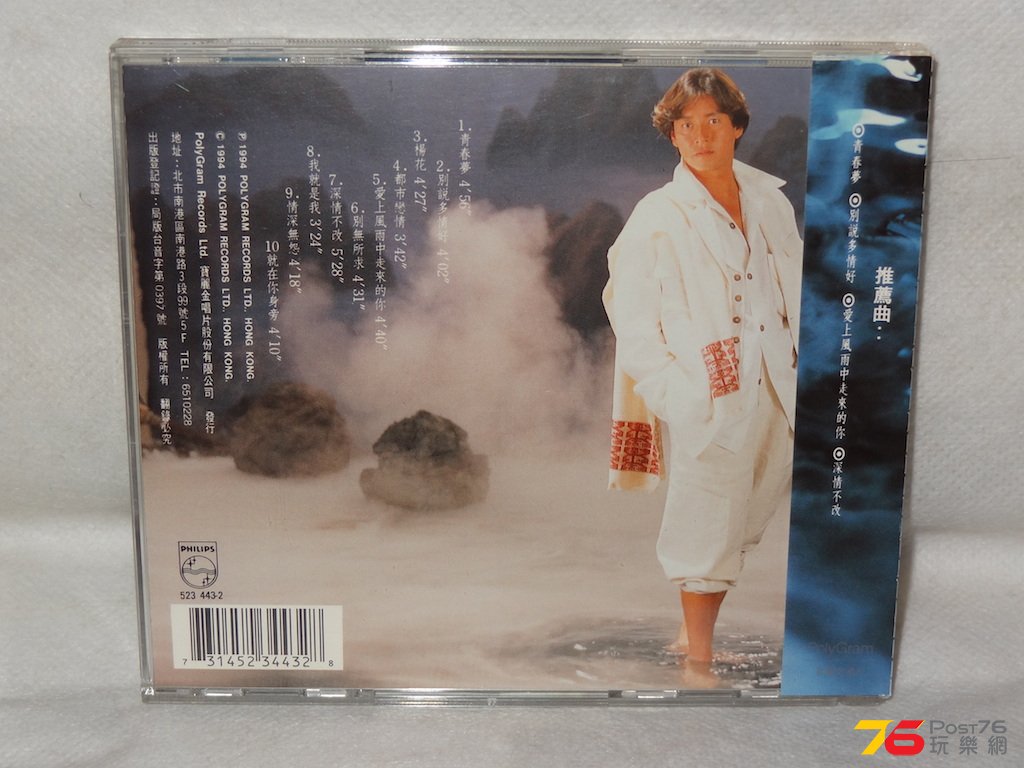 推薦曲：
◎青春夢 ◎別說多情好 ◎愛上風雨中走來的你 ◎深情不改
1. 青春夢 4′56″
2. 別說多情好 4′02″
3. 楊花 4′27″
4. 都市戀情 3′42″
5. 愛上風雨中走來的你 4′40″
6. 別無所求 4′31″
7. 深情不改 5′28″
8. 我就是我 3′24″
9. 情深無怨 4′18″
10 就在你身旁 4′10″
℗ 1994 POLYGRAM RECORDS LTD., HONG KONG.
© 1994 POLYGRAM RECORDS LTD., HONG KONG.
PolyGram Records Ltd. 寶麗金唱片股份有限公司 發行
地址：北市南港區南港路3段號5F TEL：6510228
出版登記證：局版台音字第0397號 版權所有 翻錄必究
PHILIPS
523 443-2
7 31452 34432 8
PolyGram
76 POST76
玩樂網